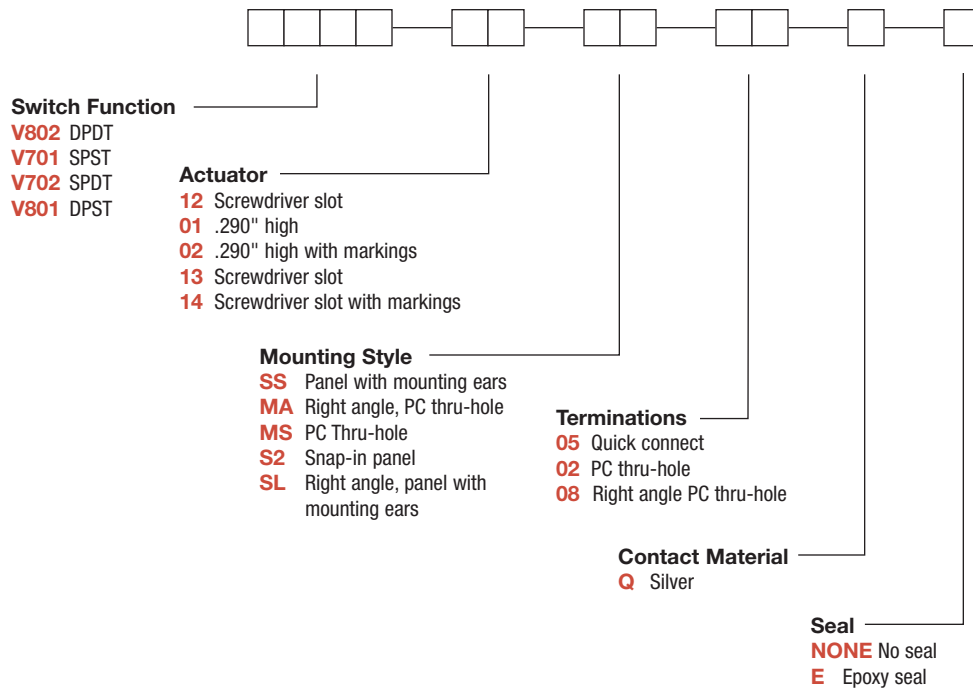 Switch Function
V802 DPDT
V701 SPST
V702 SPDT
V801 DPST
Actuator
12 Screwdriver slot
01 .290" high
02 .290" high with markings
13 Screwdriver slot
14 Screwdriver slot with markings
Mounting Style
SS Panel with mounting ears
MA Right angle, PC thru-hole
MS PC Thru-hole
S2 Snap-in panel
SL Right angle, panel with
mounting ears
Terminations
05 Quick connect
02 PC thru-hole
08 Right angle PC thru-hole
Contact Material
Q Silver
Seal
NONE No seal
E Epoxy seal